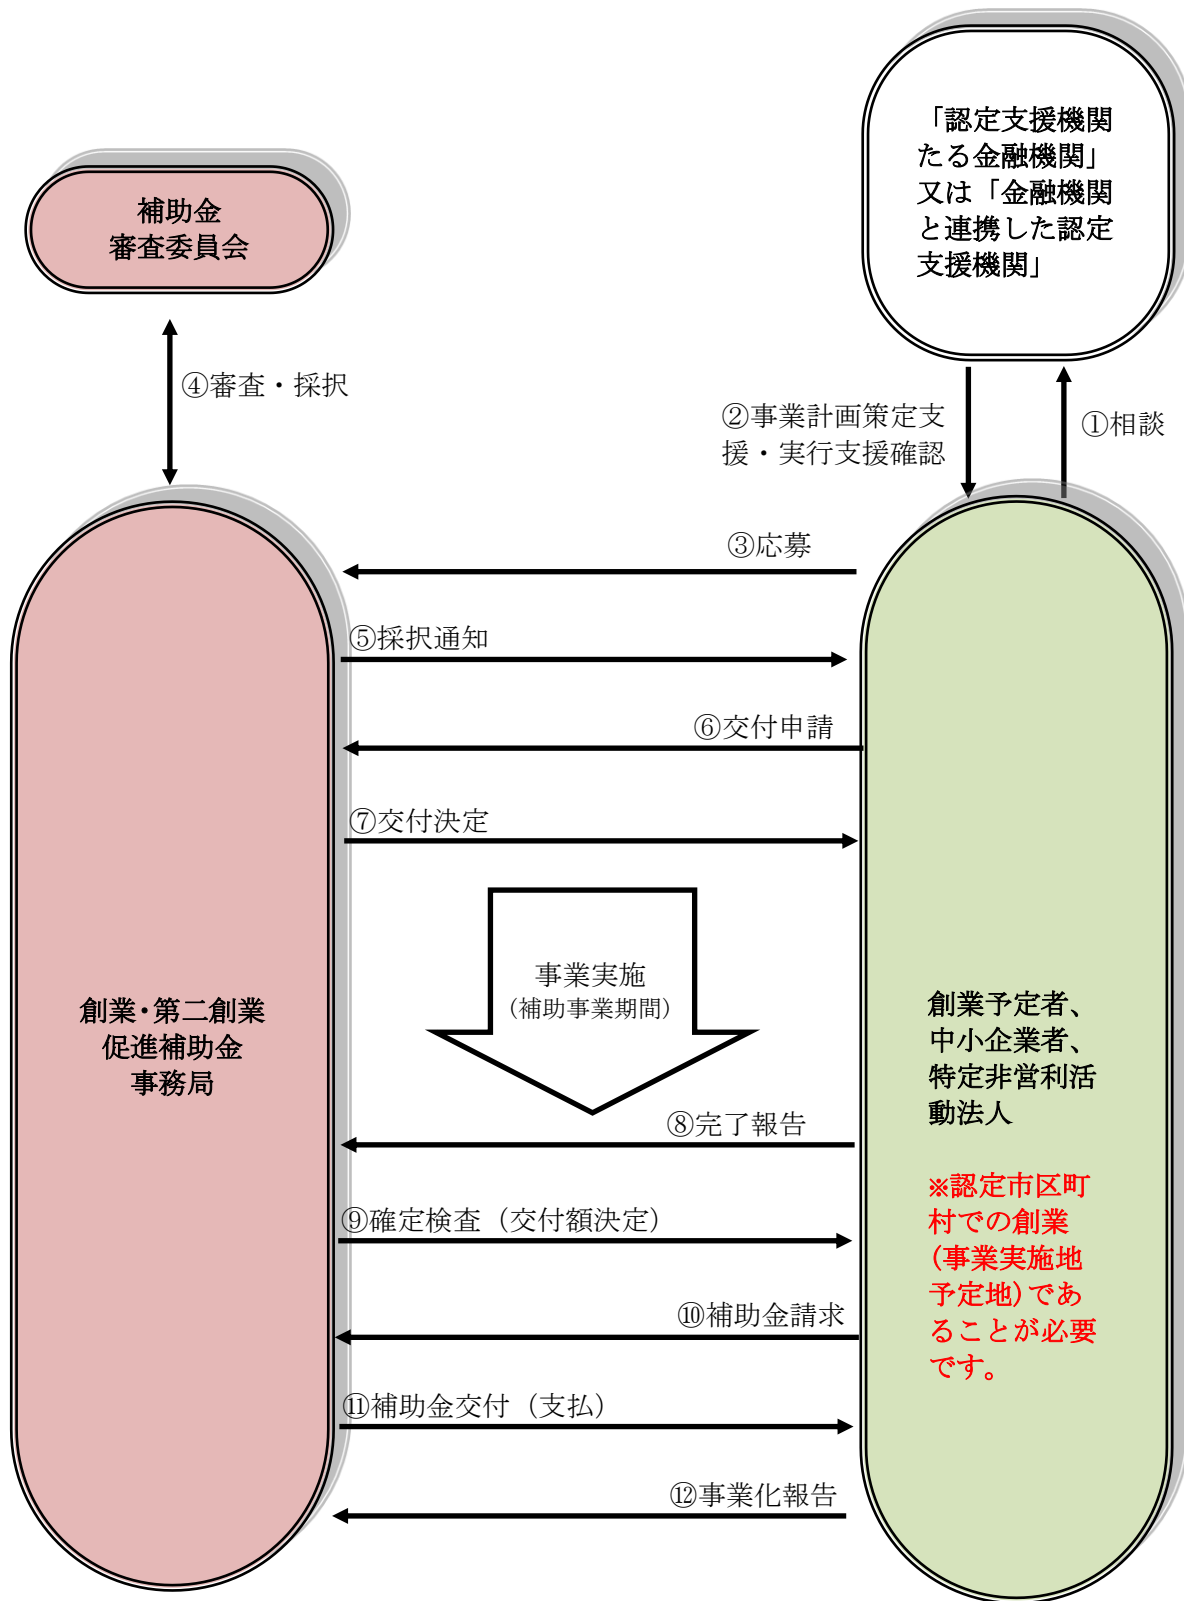 「認定支援機関
たる金融機関」
又は「金融機関
と連携した認定
支援機関」
補助金
審査委員会
④審査・採択
②事業計画策定支
援・実行支援確認
①相談
③応募
⑤採択通知
⑥交付申請
⑦交付決定
事業実施
（補助事業期間）
創業・第二創業
促進補助金
事務局
創業予定者、
中小企業者、
特定非営利活
動法人
※認定市区町
村での創業
（事業実施地
予定地）であ
ることが必要
です。
⑧完了報告
⑨確定検査（交付額決定）
⑩補助金請求
⑪補助金交付（支払）
⑫事業化報告